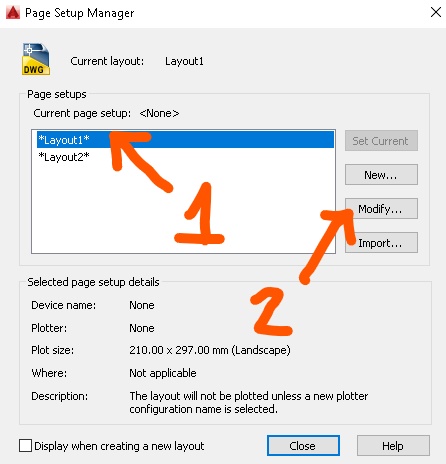 Page Setup Manager
DWG
Current layout: Layout1
Page setups
Current page setup: <None>
*Layout1*
*Layout2*
Set Current
New...
Modify...
Import...
1
2
Selected page setup details
Device name: None
Plotter: None
Plot size: 210.00 x 297.00 mm (Landscape)
Where: Not applicable
Description: The layout will not be plotted unless a new plotter
configuration name is selected.
Display when creating a new layout
Close
Help